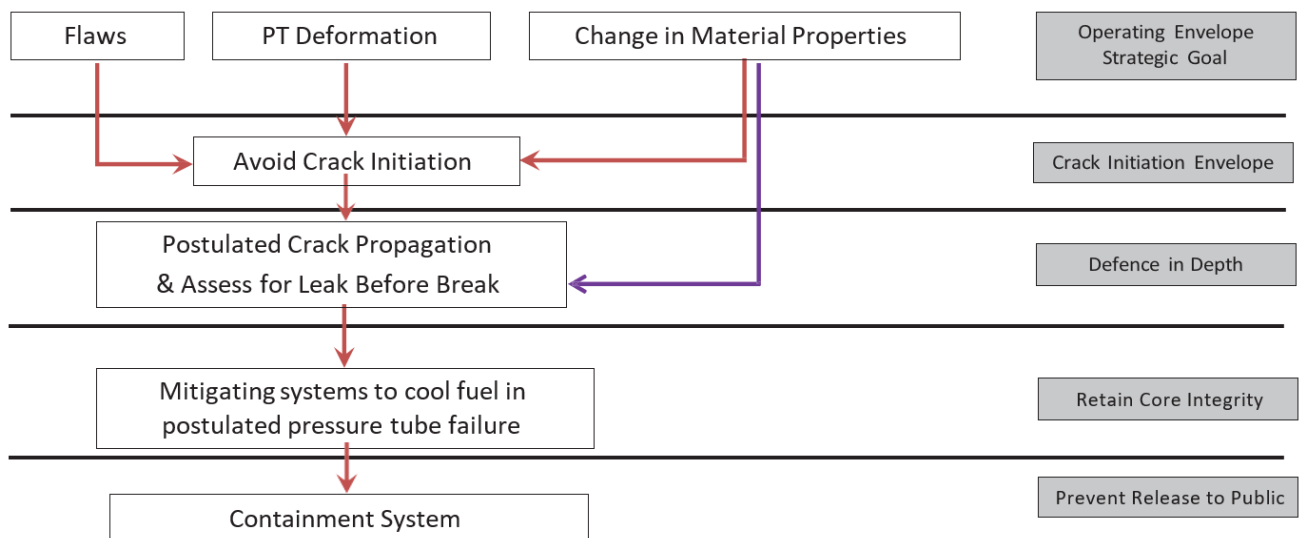 Flaws
PT Deformation
Change in Material Properties
Operating Envelope
Strategic Goal
Avoid Crack Initiation
Crack Initiation Envelope
Postulated Crack Propagation
& Assess for Leak Before Break
Defence in Depth
Mitigating systems to cool fuel in
postulated pressure tube failure
Retain Core Integrity
Containment System
Prevent Release to Public